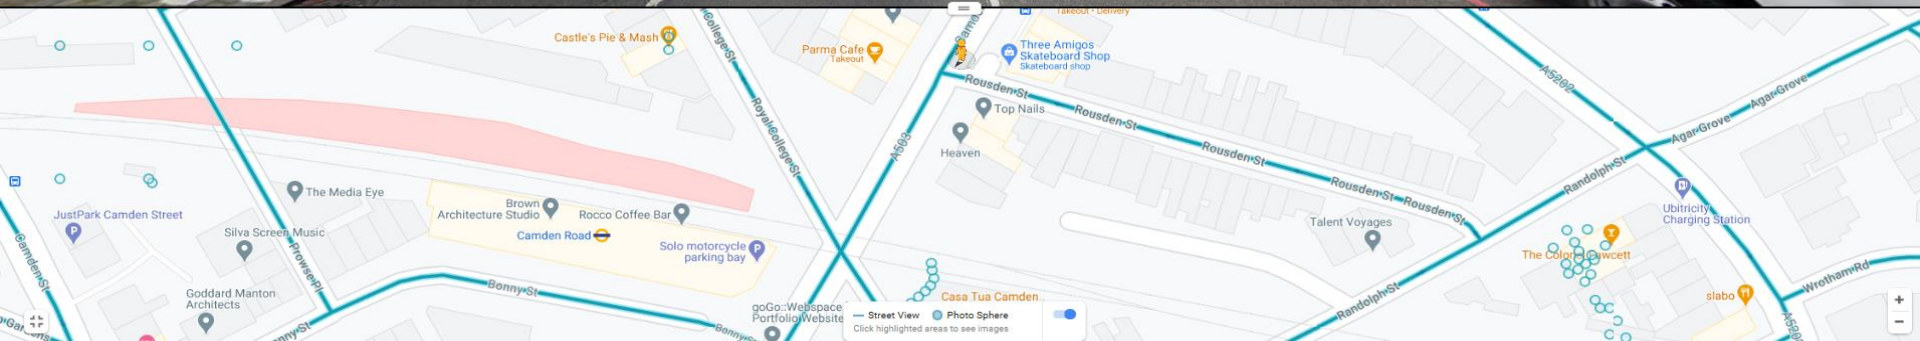 Castle's Pie & Mash
College St
Parma Cafe
Takeout
Takeout • Delivery
Three Amigos
Skateboard Shop
Skateboard shop
Rousden St
Rousden St
Rousden St
Rousden St
Rousden St
Top Nails
Heaven
A503
Royal College St
A5202
Agar Grove
Agar Grove
Randolph St
The Media Eye
JustPark Camden Street
Silva Screen Music
Brown
Architecture Studio
Rocco Coffee Bar
Camden Road
Solo motorcycle
parking bay
Talent Voyages
Ubitricity
Charging Station
The Colonel Fawcett
Camden St
Prowse Pl
Goddard Manton
Architects
Bonny St
goGo::Webspace
Portfolio Website
Casa Tua Camden
Street View
Photo Sphere
Click highlighted areas to see images
Randolph St
slabo
Wrotham Rd